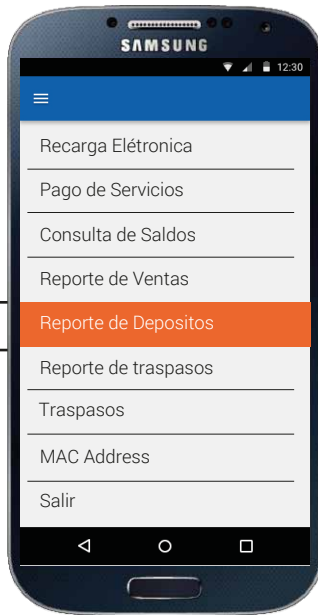 SAMSUNG
12:30
Recarga Elétronica
Pago de Servicios
Consulta de Saldos
Reporte de Ventas
Reporte de Depositos
Reporte de traspasos
Traspasos
MAC Address
Salir